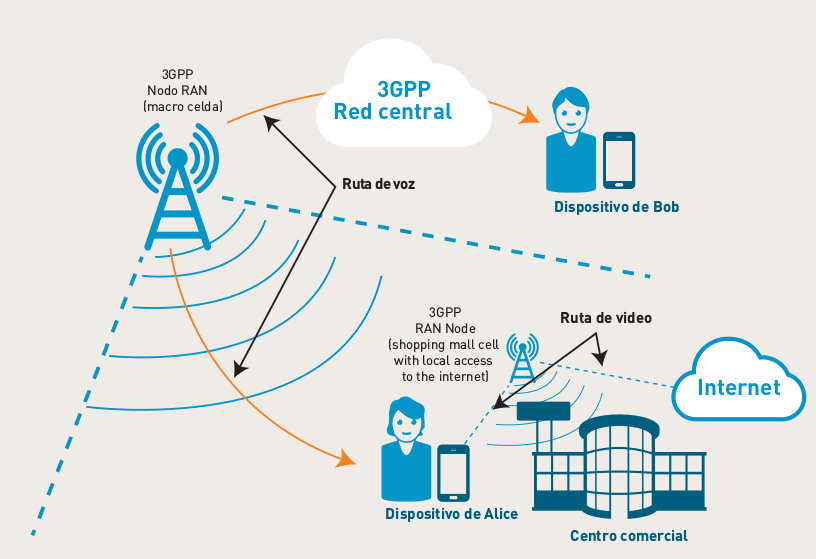 3GPP
Nodo RAN
(macro celda)
3GPP
Red central
Ruta de voz
Dispositivo de Bob
3GPP
RAN Node
(shopping mall cell
with local access
to the internet)
Ruta de video
Internet
Dispositivo de Alice
Centro comercial